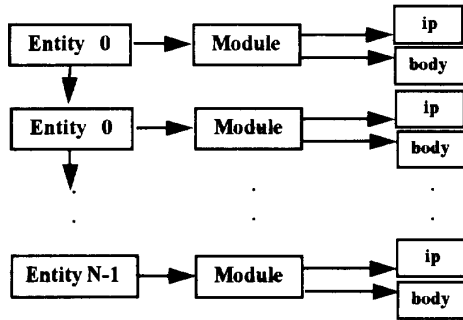 Entity 0 Module ip
body
Entity 0 Module ip
body
. . .
. . .
Entity N-1 Module ip
body